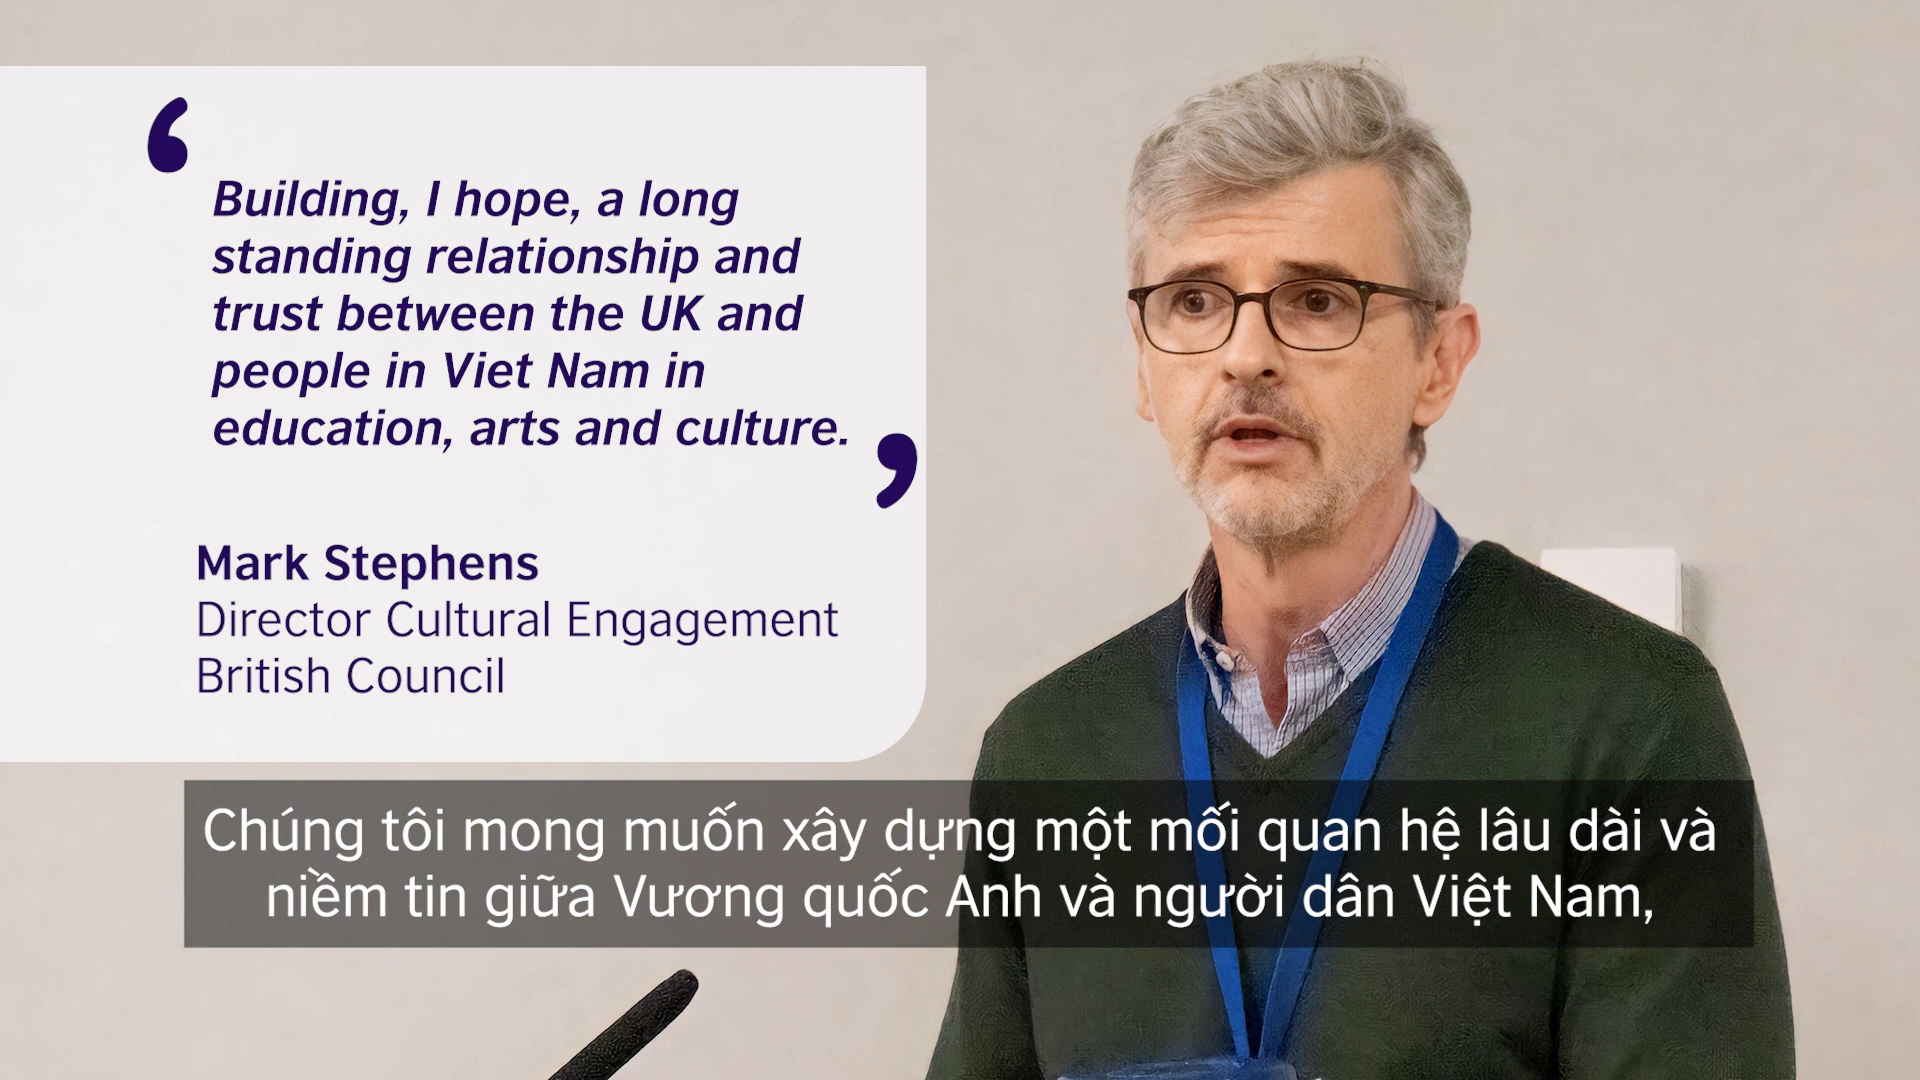 ‘
Building, I hope, a long
standing relationship and
trust between the UK and
people in Viet Nam in
education, arts and culture.
’
Mark Stephens
Director Cultural Engagement
British Council
Chúng tôi mong muốn xây dựng một mối quan hệ lâu dài và
niềm tin giữa Vương quốc Anh và người dân Việt Nam,